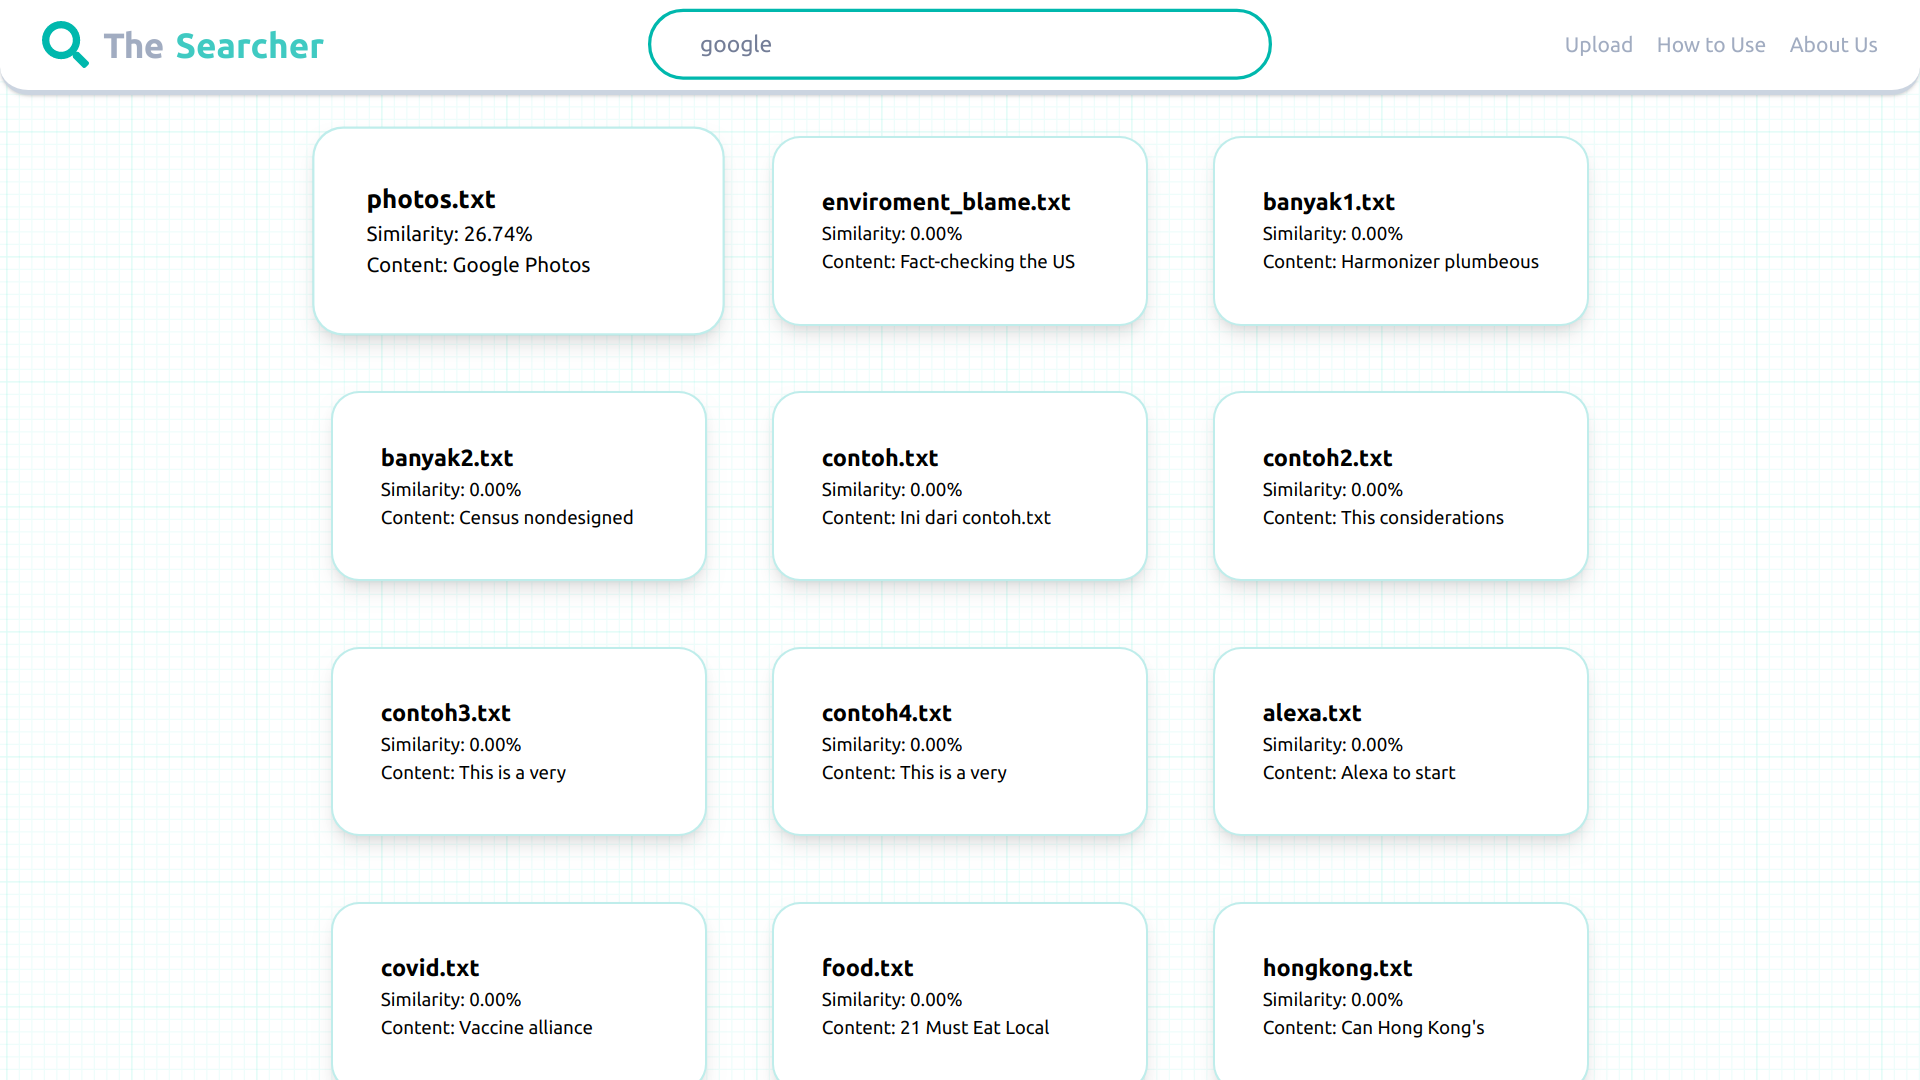 The Searcher
google
Upload
How to Use
About Us
photos.txt
Similarity: 26.74%
Content: Google Photos
enviroment_blame.txt
Similarity: 0.00%
Content: Fact-checking the US
banyak1.txt
Similarity: 0.00%
Content: Harmonizer plumbeous
banyak2.txt
Similarity: 0.00%
Content: Census nondesigned
contoh.txt
Similarity: 0.00%
Content: Ini dari contoh.txt
contoh2.txt
Similarity: 0.00%
Content: This considerations
contoh3.txt
Similarity: 0.00%
Content: This is a very
contoh4.txt
Similarity: 0.00%
Content: This is a very
alexa.txt
Similarity: 0.00%
Content: Alexa to start
covid.txt
Similarity: 0.00%
Content: Vaccine alliance
food.txt
Similarity: 0.00%
Content: 21 Must Eat Local
hongkong.txt
Similarity: 0.00%
Content: Can Hong Kong's